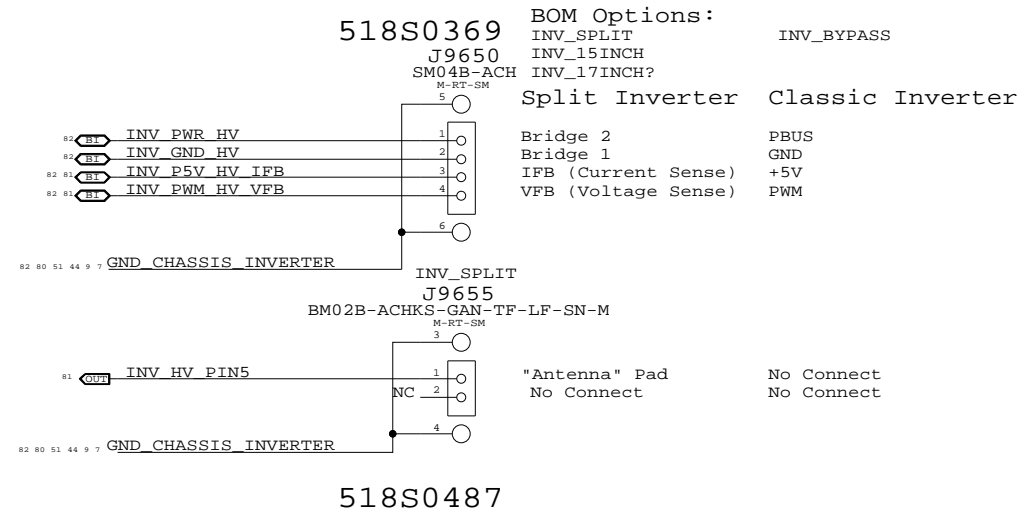 518S0369
BOM Options:
INV_SPLIT INV_BYPASS
J9650
INV_15INCH
SM04B-ACH
INV_17INCH?
M-RT-SM
5
Split Inverter Classic Inverter
82 BI INV_PWR_HV 1 Bridge 2 PBUS
82 BI INV_GND_HV 2 Bridge 1 GND
82 81 BI INV_P5V_HV_IFB 3 IFB (Current Sense) +5V
82 81 BI INV_PWM_HV_VFB 4 VFB (Voltage Sense) PWM
6
82 80 51 44 9 7 GND_CHASSIS_INVERTER
INV_SPLIT
J9655
BM02B-ACHKS-GAN-TF-LF-SN-M
M-RT-SM
3
81 OUT INV_HV_PIN5 1 "Antenna" Pad No Connect
NC 2 No Connect No Connect
4
82 80 51 44 9 7 GND_CHASSIS_INVERTER
518S0487